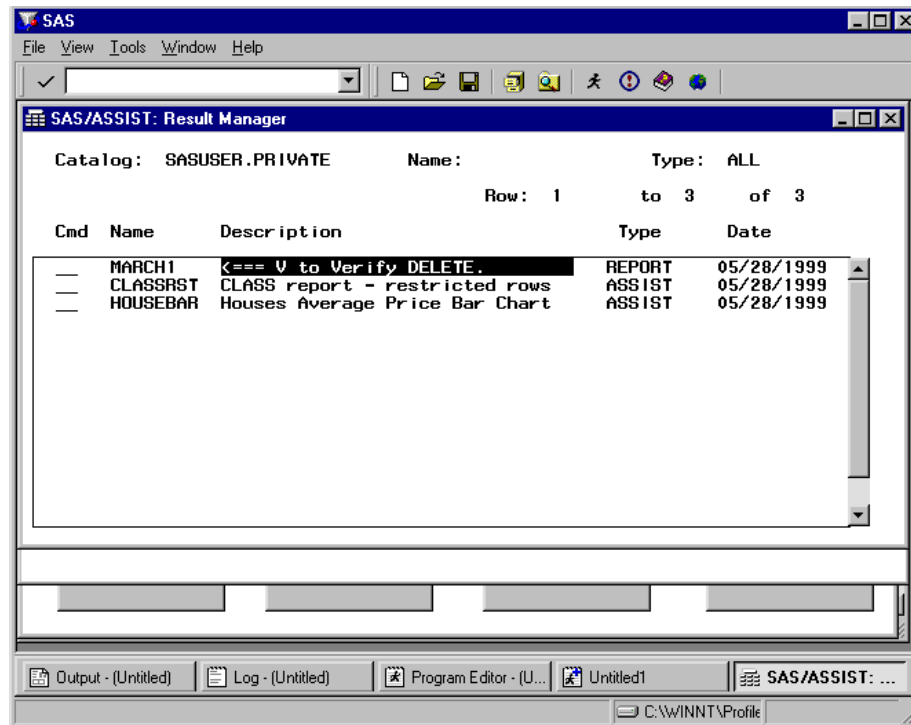 SAS
File View Tools Window Help
SAS/ASSIST: Result Manager
Catalog: SASUSER.PRIVATE Name: Type: ALL
Row: 1 to 3 of 3
Cmd Name Description Type Date
__ MARCH1 <=== V to Verify DELETE. REPORT 05/28/1999
__ CLASSRST CLASS report - restricted rows ASSIST 05/28/1999
__ HOUSEBAR Houses Average Price Bar Chart ASSIST 05/28/1999
Output - (Untitled) Log - (Untitled) Program Editor - (U... Untitled1 SAS/ASSIST: ...
C:\WINNT\Profile